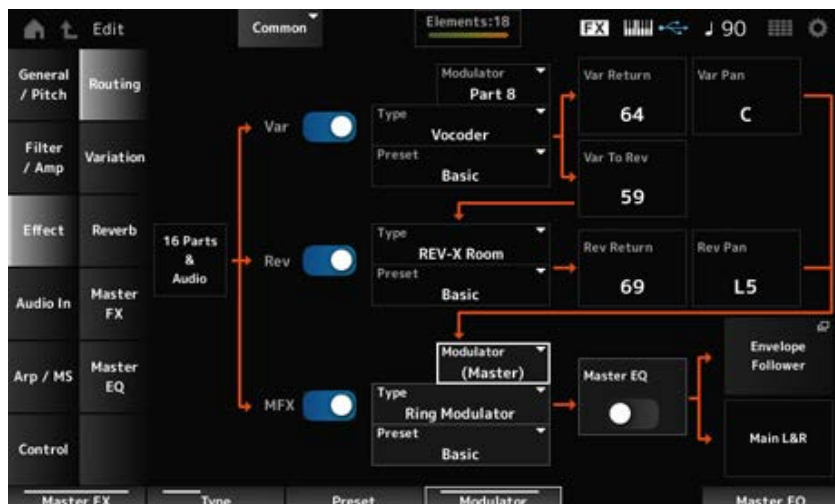 Edit
Common
Elements:18
FX
♩ 90
General
/ Pitch
Filter
/ Amp
Effect
Audio In
Arp / MS
Control
Routing
Variation
Reverb
Master
FX
Master
EQ
16 Parts
&
Audio
Var
Modulator
Part 8
Type
Vocoder
Preset
Basic
Var Return
64
Var Pan
C
Var To Rev
59
Rev
Type
REV-X Room
Preset
Basic
Rev Return
69
Rev Pan
L5
MFX
Modulator
(Master)
Type
Ring Modulator
Preset
Basic
Master EQ
Envelope
Follower
Main L&R
Master FX
Type
Preset
Modulator
Master EQ